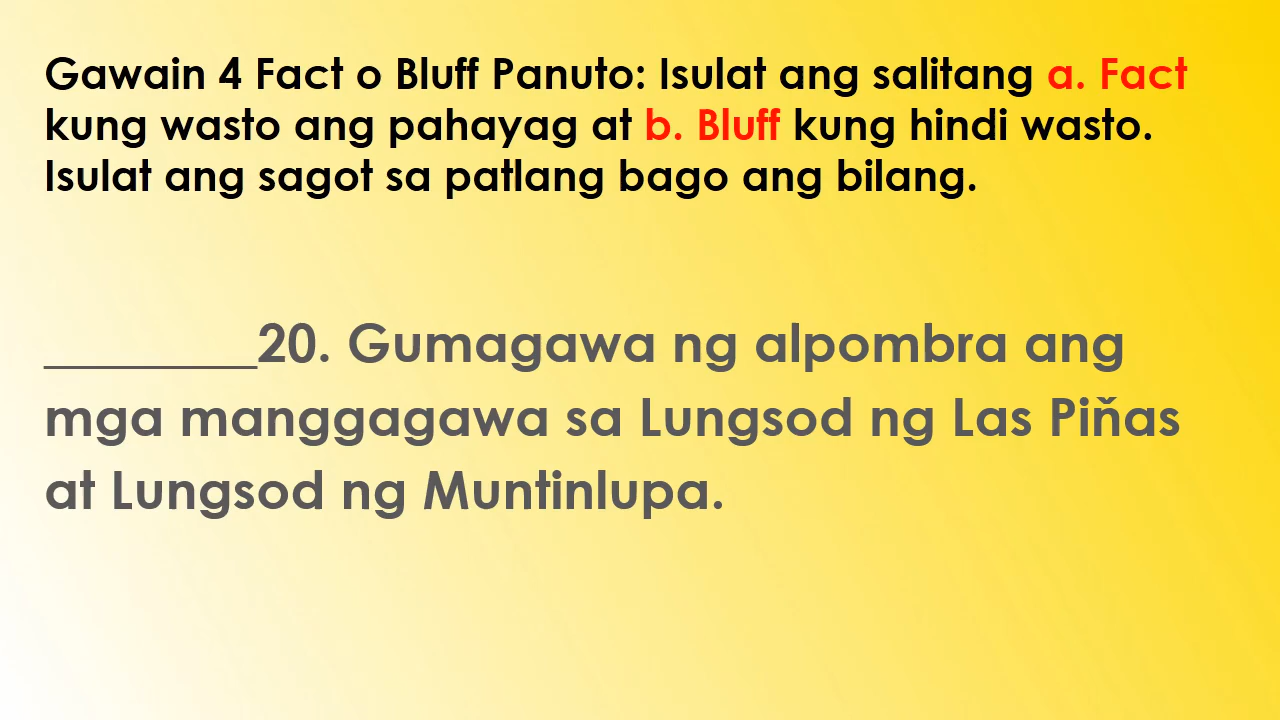 Gawain 4 Fact o Bluff Panuto: Isulat ang salitang a. Fact
kung wasto ang pahayag at b. Bluff kung hindi wasto.
Isulat ang sagot sa patlang bago ang bilang.
________20. Gumagawa ng alpombra ang
mga manggagawa sa Lungsod ng Las Piňas
at Lungsod ng Muntinlupa.